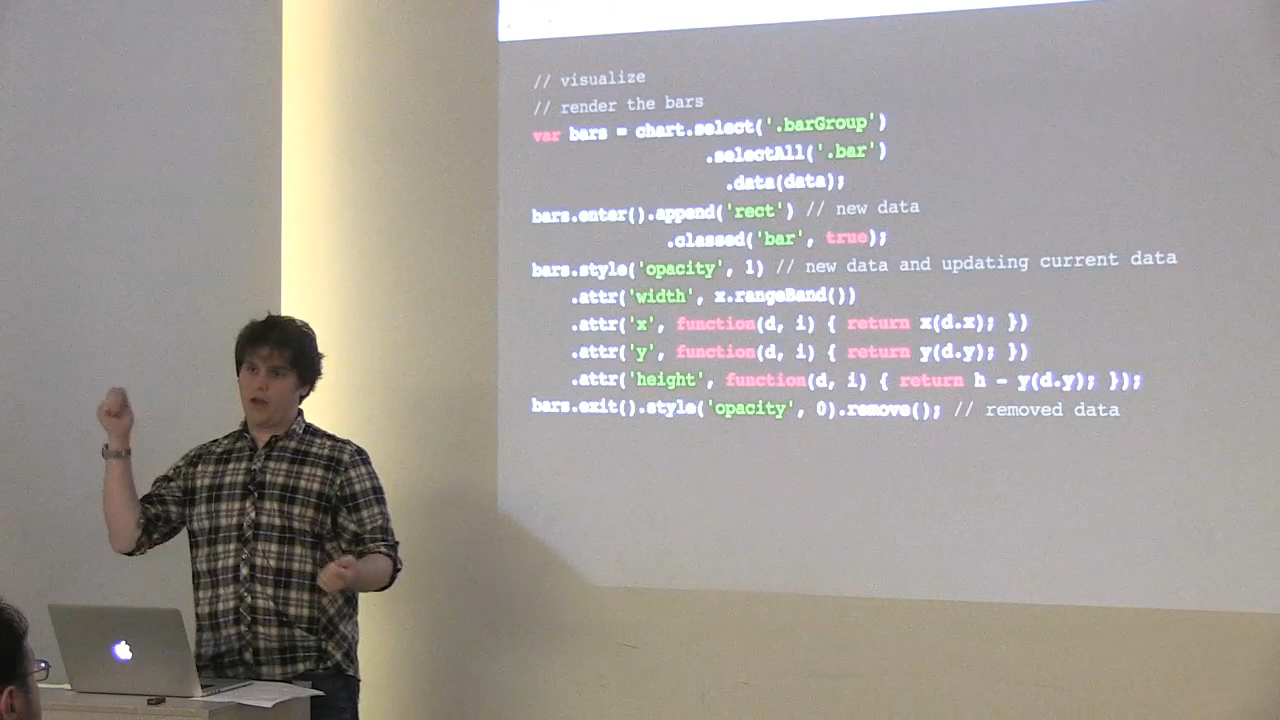 // visualize
// render the bars
var bars = chart.select('.barGroup')
.selectAll('.bar')
.data(data);
bars.enter().append('rect') // new data
.classed('bar', true);
bars.style('opacity', 1) // new data and updating current data
.attr('width', x.rangeBand())
.attr('x', function(d, i) { return x(d.x); })
.attr('y', function(d, i) { return y(d.y); })
.attr('height', function(d, i) { return h - y(d.y); });
bars.exit().style('opacity', 0).remove(); // removed data